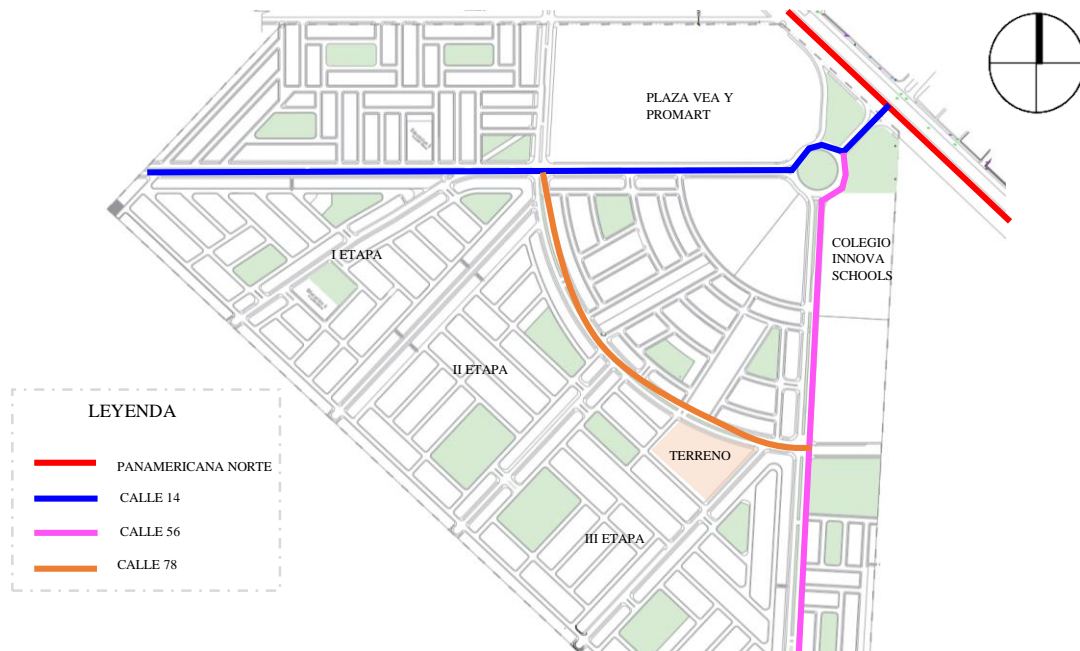 PLAZA VEA Y
PROMART
COLEGIO
INNOVA
SCHOOLS
I ETAPA
II ETAPA
TERRENO
III ETAPA
LEYENDA
PANAMERICANA NORTE
CALLE 14
CALLE 56
CALLE 78